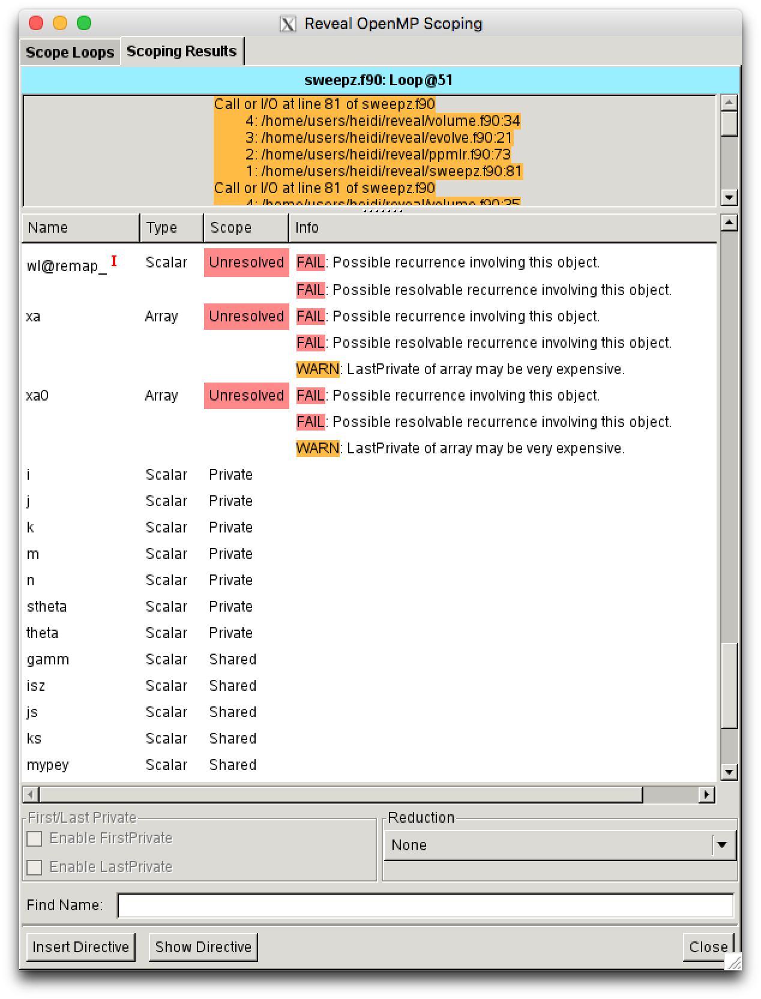 Reveal OpenMP Scoping
Scope Loops Scoping Results
sweepz.f90: Loop@51
Call or I/O at line 81 of sweepz.f90
4: /home/users/heidi/reveal/volume.f90:34
3: /home/users/heidi/reveal/evolve.f90:21
2: /home/users/heidi/reveal/ppmlr.f90:73
1: /home/users/heidi/reveal/sweepz.f90:81
Call or I/O at line 81 of sweepz.f90
4: /home/users/heidi/reveal/volume.f90:35
Name Type Scope Info
wl@remap_ I Scalar Unresolved FAIL: Possible recurrence involving this object.
FAIL: Possible resolvable recurrence involving this object.
xa Array Unresolved FAIL: Possible recurrence involving this object.
FAIL: Possible resolvable recurrence involving this object.
WARN: LastPrivate of array may be very expensive.
xa0 Array Unresolved FAIL: Possible recurrence involving this object.
FAIL: Possible resolvable recurrence involving this object.
WARN: LastPrivate of array may be very expensive.
i Scalar Private
j Scalar Private
k Scalar Private
m Scalar Private
n Scalar Private
stheta Scalar Private
theta Scalar Private
gamm Scalar Shared
isz Scalar Shared
js Scalar Shared
ks Scalar Shared
mypey Scalar Shared
First/Last Private Reduction
Enable FirstPrivate None
Enable LastPrivate
Find Name:
Insert Directive Show Directive Close